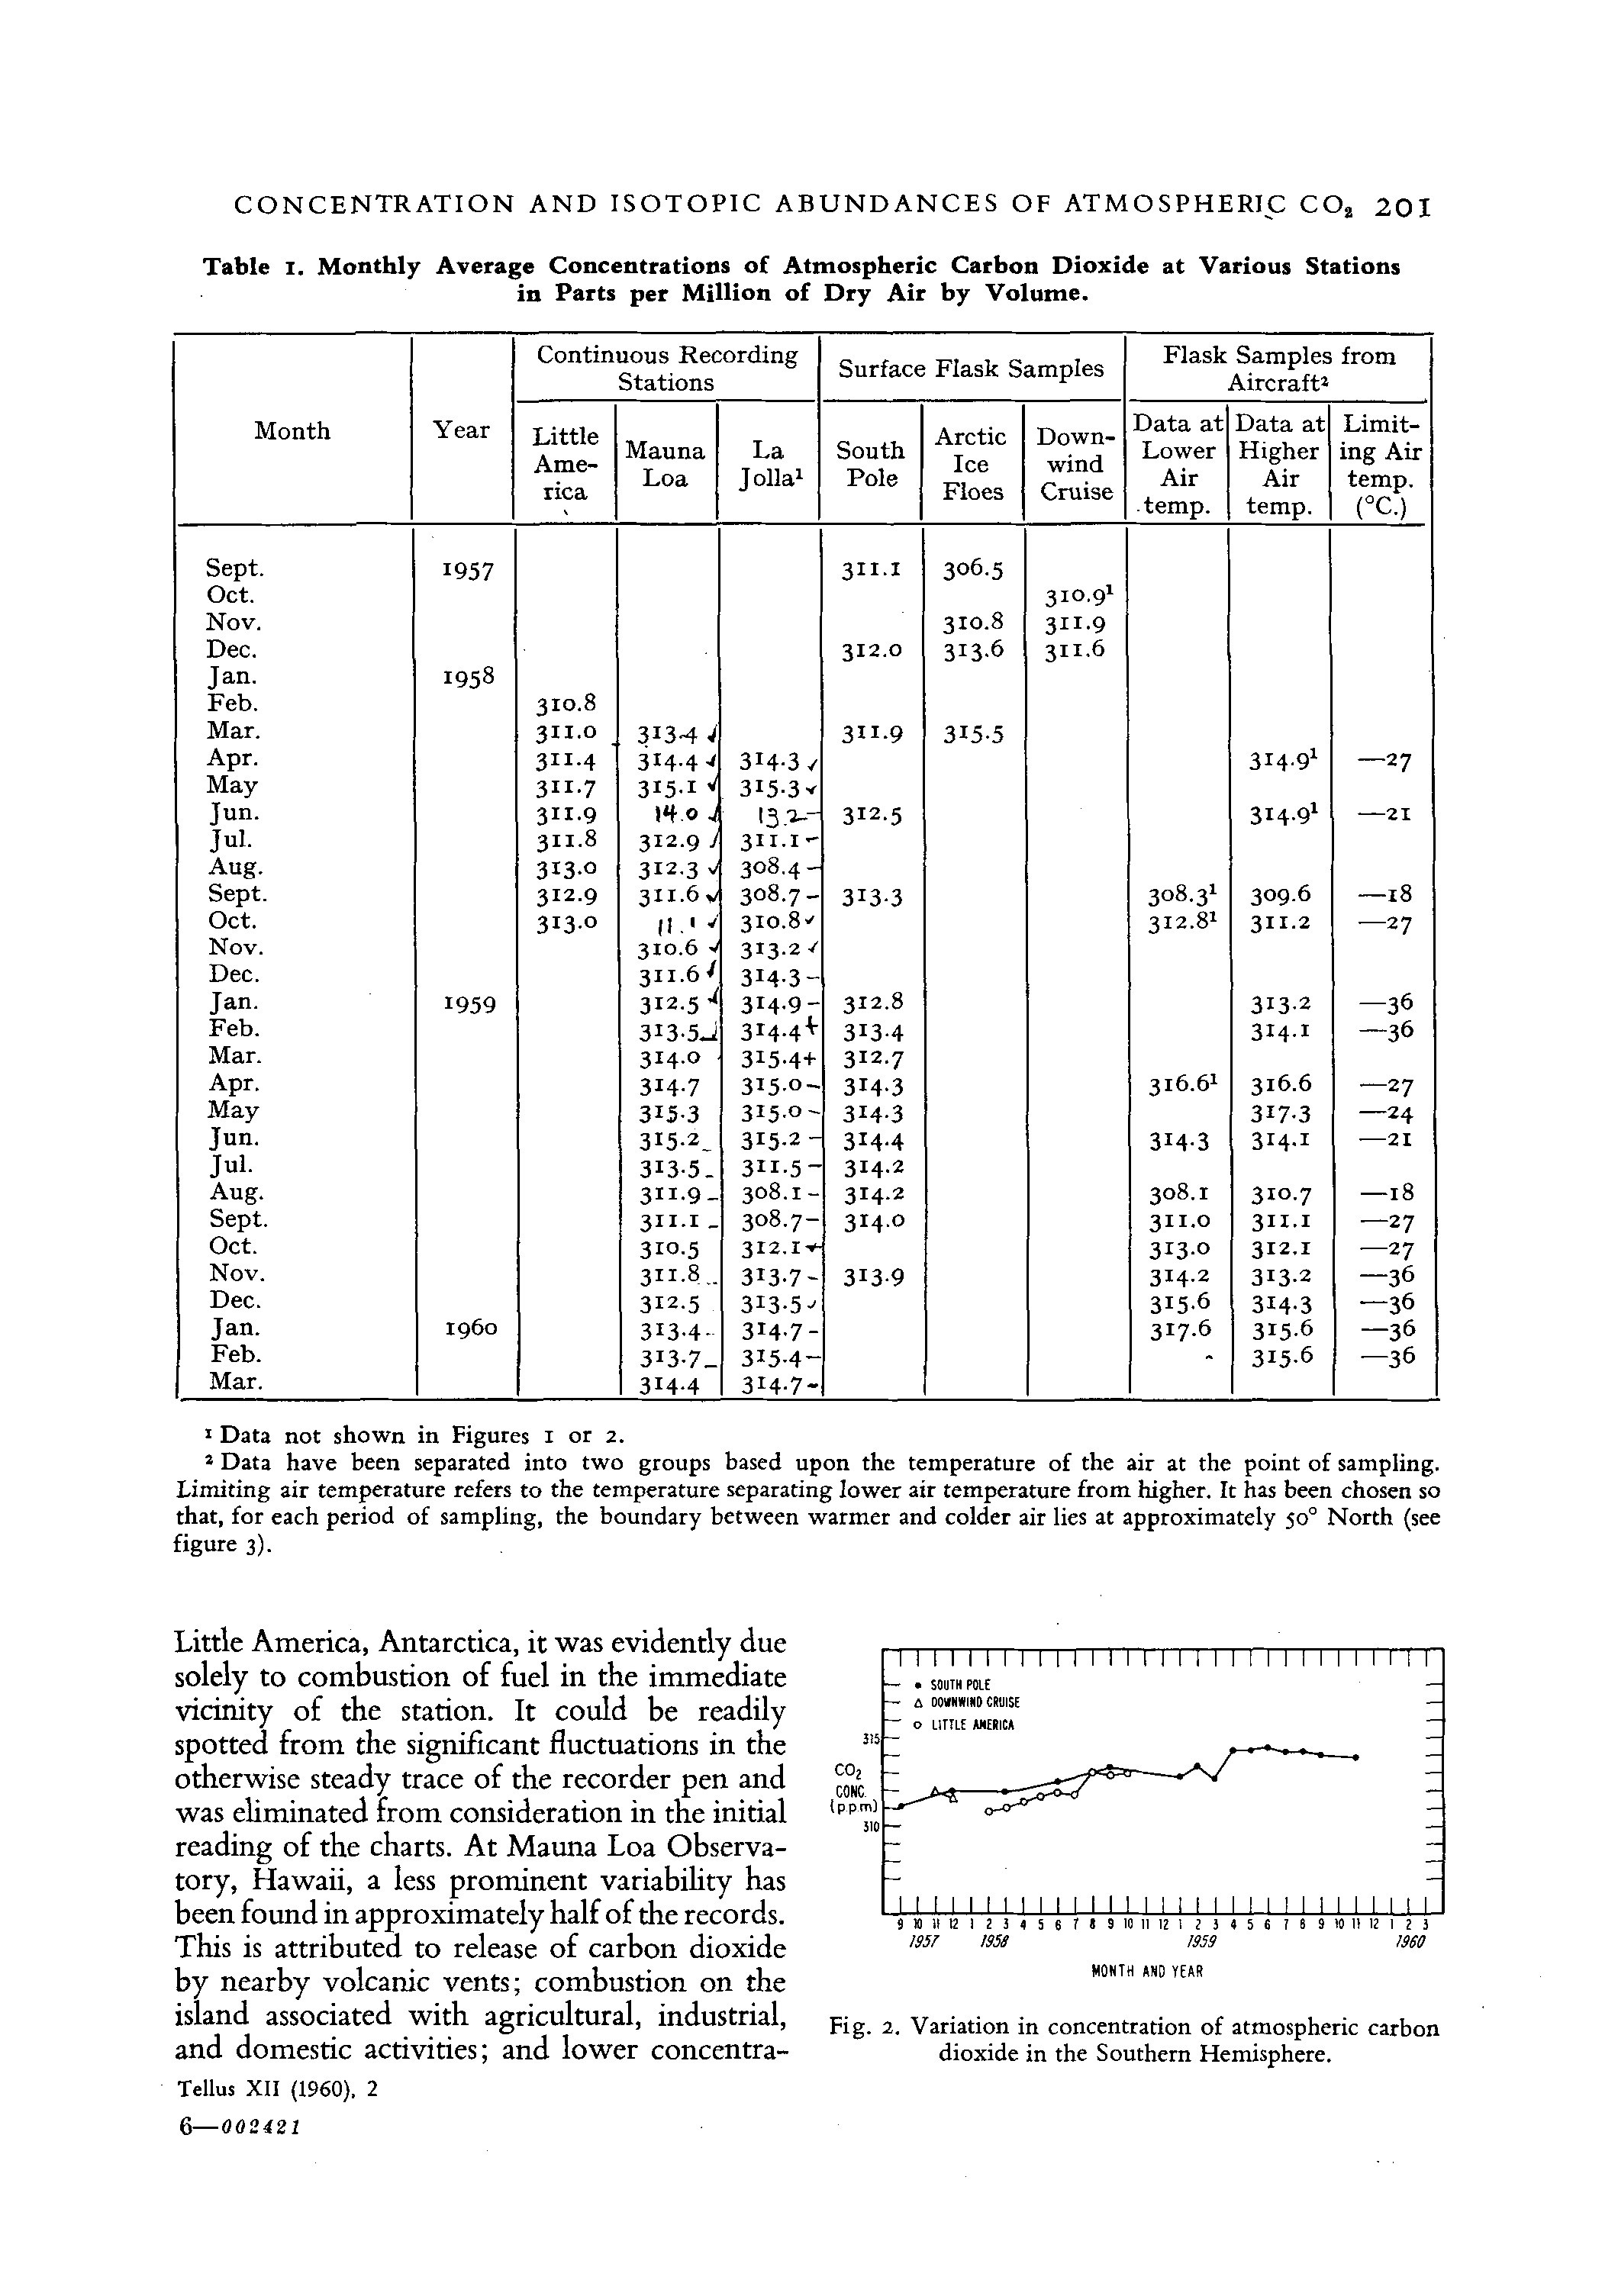 CONCENTRATION AND ISOTOPIC ABUNDANCES OF ATMOSPHERIC CO₂ 201
Table 1. Monthly Average Concentrations of Atmospheric Carbon Dioxide at Various Stations
in Parts per Million of Dry Air by Volume.
Month Year Continuous Recording Stations Surface Flask Samples Flask Samples from Aircraft²
Little Ame-rica Mauna Loa La Jolla¹ South Pole Arctic Ice Floes Down-wind Cruise Data at Lower Air temp. Data at Higher Air temp. Limit-ing Air temp. (°C.)
Sept. 1957 311.1 306.5
Oct. 310.9¹
Nov. 310.8 311.9
Dec. 312.0 313.6 311.6
Jan. 1958
Feb. 310.8
Mar. 311.0 313.4 311.9 315.5
Apr. 311.4 314.4 314.3 314.9¹ —27
May 311.7 315.1 315.3
Jun. 311.9 14.0 13.2 312.5 314.9¹ —21
Jul. 311.8 312.9 311.1
Aug. 313.0 312.3 308.4
Sept. 312.9 311.6 308.7 313.3 308.3¹ 309.6 —18
Oct. 313.0 11.1 310.8 312.8¹ 311.2 —27
Nov. 310.6 313.2
Dec. 311.6 314.3
Jan. 1959 312.5 314.9 312.8 313.2 —36
Feb. 313.5 314.4 313.4 314.1 —36
Mar. 314.0 315.4 312.7
Apr. 314.7 315.0 314.3 316.6¹ 316.6 —27
May 315.3 315.0 314.3 317.3 —24
Jun. 315.2 315.2 314.4 314.3 314.1 —21
Jul. 313.5 311.5 314.2
Aug. 311.9 308.1 314.2 308.1 310.7 —18
Sept. 311.1 308.7 314.0 311.0 311.1 —27
Oct. 310.5 312.1 313.0 312.1 —27
Nov. 311.8 313.7 313.9 314.2 313.2 —36
Dec. 312.5 313.5 315.6 314.3 —36
Jan. 1960 313.4 314.7 317.6 315.6 —36
Feb. 313.7 315.4 315.6 —36
Mar. 314.4 314.7
¹ Data not shown in Figures 1 or 2.
² Data have been separated into two groups based upon the temperature of the air at the point of sampling.
Limiting air temperature refers to the temperature separating lower air temperature from higher. It has been chosen so
that, for each period of sampling, the boundary between warmer and colder air lies at approximately 50° North (see
figure 3).
Little America, Antarctica, it was evidently due
solely to combustion of fuel in the immediate
vicinity of the station. It could be readily
spotted from the significant fluctuations in the
otherwise steady trace of the recorder pen and
was eliminated from consideration in the initial
reading of the charts. At Mauna Loa Observa-
tory, Hawaii, a less prominent variability has
been found in approximately half of the records.
This is attributed to release of carbon dioxide
by nearby volcanic vents; combustion on the
island associated with agricultural, industrial,
and domestic activities; and lower concentra-
Tellus XII (1960), 2
6—002421
SOUTH POLE
DOWNWIND CRUISE
LITTLE AMERICA
315
CO₂
CONC.
(ppm)
310
9 10 11 12 1 2 3 4 5 6 7 8 9 10 11 12 1 2 3 4 5 6 7 8 9 10 11 12 1 2 3
1957 1958 1959 1960
MONTH AND YEAR
Fig. 2. Variation in concentration of atmospheric carbon
dioxide in the Southern Hemisphere.